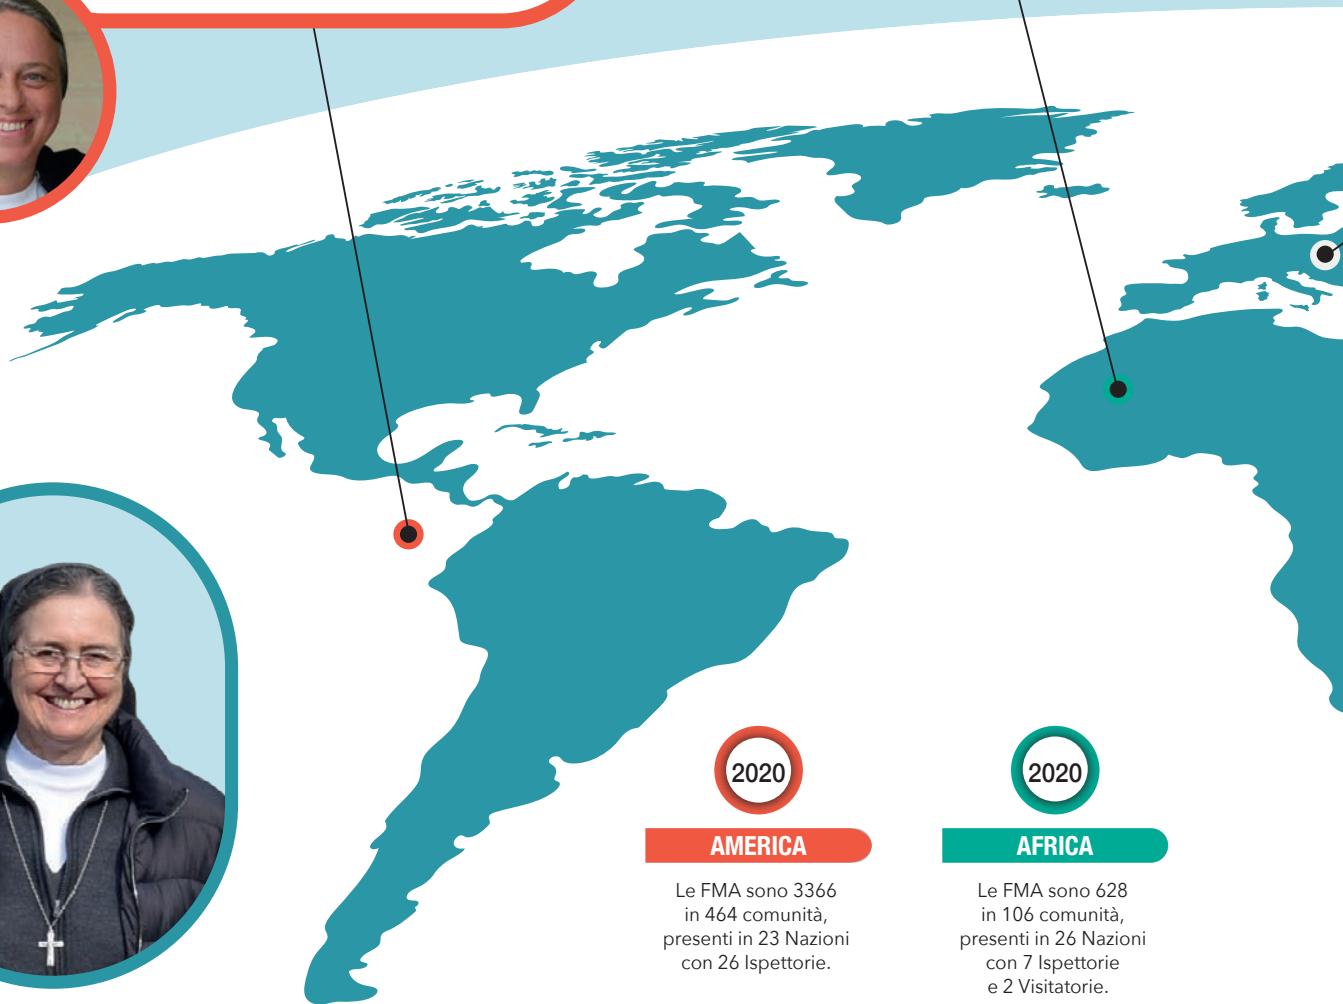 2020
AMERICA
Le FMA sono 3366
in 464 comunità,
presenti in 23 Nazioni
con 26 Ispettorie.
2020
AFRICA
Le FMA sono 628
in 106 comunità,
presenti in 26 Nazioni
con 7 Ispettorie
e 2 Visitatorie.